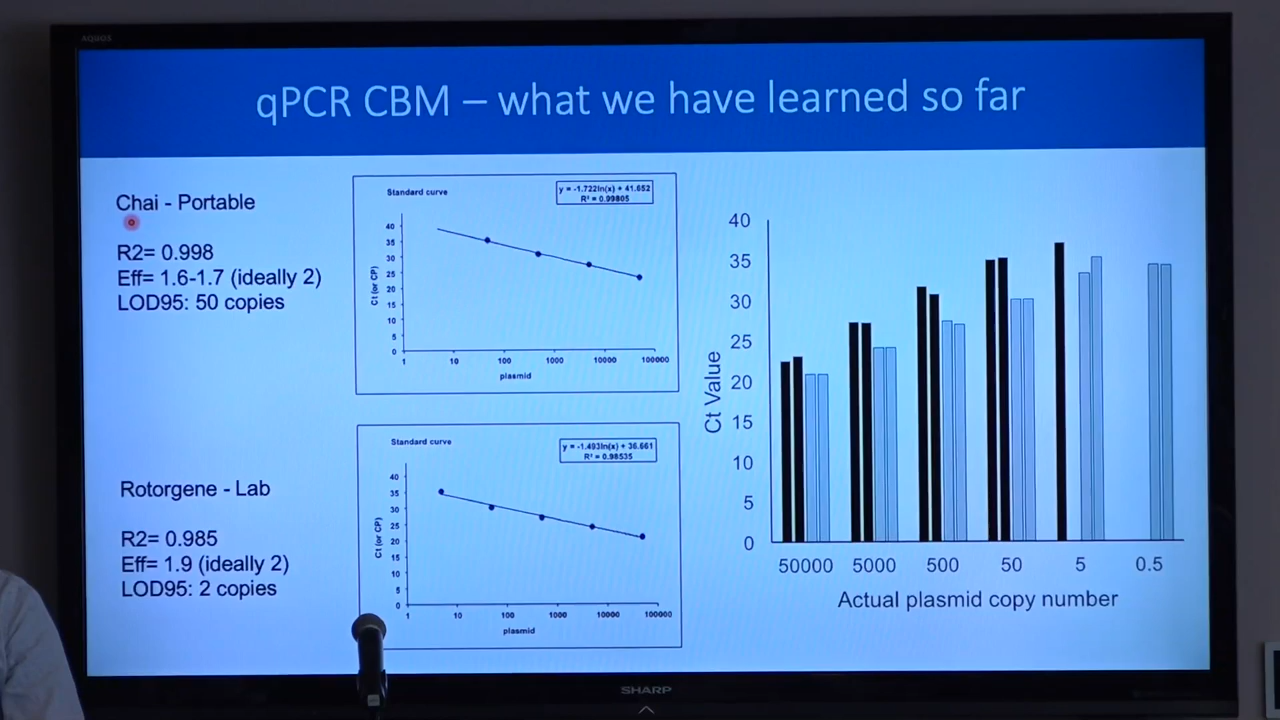 AQUOS
qPCR CBM – what we have learned so far
Chai - Portable
R2= 0.998
Eff= 1.6-1.7 (ideally 2)
LOD95: 50 copies
Standard curve
y = -1.722ln(x) + 41.652
R² = 0.99805
Ct (or CP)
40
35
30
25
20
15
10
5
0
1 10 100 1000 10000 100000
plasmid
Rotorgene - Lab
R2= 0.985
Eff= 1.9 (ideally 2)
LOD95: 2 copies
Standard curve
y = -1.493ln(x) + 36.661
R² = 0.98535
Ct (or CP)
40
35
30
25
20
15
10
5
0
1 10 100 1000 10000 100000
plasmid
Ct Value
40
35
30
25
20
15
10
5
0
50000 5000 500 50 5 0.5
Actual plasmid copy number
SHARP